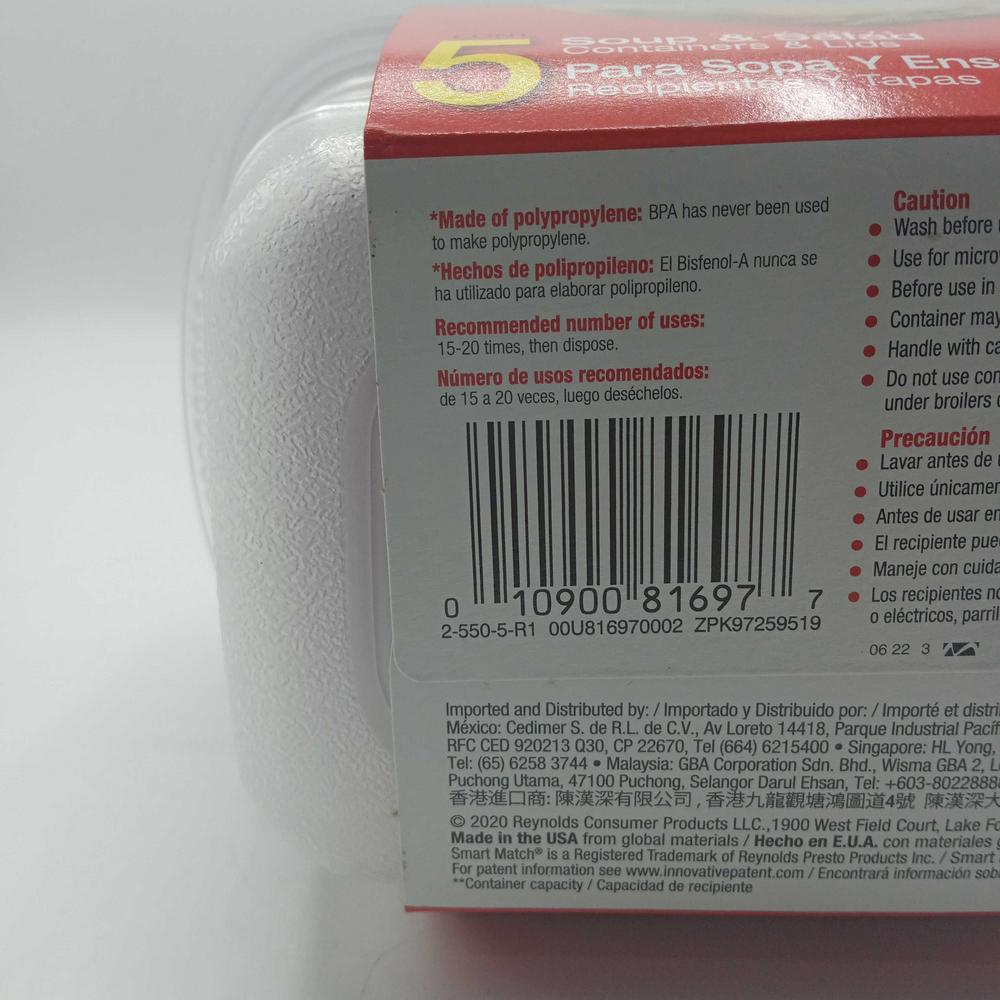 5
Soup & Salad
Containers & Lids
Para Sopa Y Ens
Recipientes Y Tapas
*Made of polypropylene: BPA has never been used
to make polypropylene.
*Hechos de polipropileno: El Bisfenol-A nunca se
ha utilizado para elaborar polipropileno.
Recommended number of uses:
15-20 times, then dispose.
Número de usos recomendados:
de 15 a 20 veces, luego deséchelos.
0 10900 81697 7
2-550-5-R1 00U816970002 ZPK97259519
Caution
Wash before
Use for micro
Before use in
Container may
Handle with ca
Do not use con
under broilers
Precaución
Lavar antes de
Utilice únicamen
Antes de usar en
El recipiente pue
Maneje con cuida
Los recipientes no
o eléctricos, parril
06 22 3
Imported and Distributed by: / Importado y Distribuido por: / Importé et distri
México: Cedimer S. de R.L. de C.V., Av Loreto 14418, Parque Industrial Pacíf
RFC CED 920213 Q30, CP 22670, Tel (664) 6215400 • Singapore: HL Yong,
Tel: (65) 6258 3744 • Malaysia: GBA Corporation Sdn. Bhd., Wisma GBA 2, L
Puchong Utama, 47100 Puchong, Selangor Darul Ehsan, Tel: +603-8022888
香港進口商: 陳漢深有限公司 , 香港九龍觀塘鴻圖道4號 陳漢深大
© 2020 Reynolds Consumer Products LLC.,1900 West Field Court, Lake Fo
Made in the USA from global materials / Hecho en E.U.A. con materiales g
Smart Match® is a Registered Trademark of Reynolds Presto Products Inc. / Smart
For patent information see www.innovativepatent.com / Encontrará información sob
**Container capacity / Capacidad de recipiente